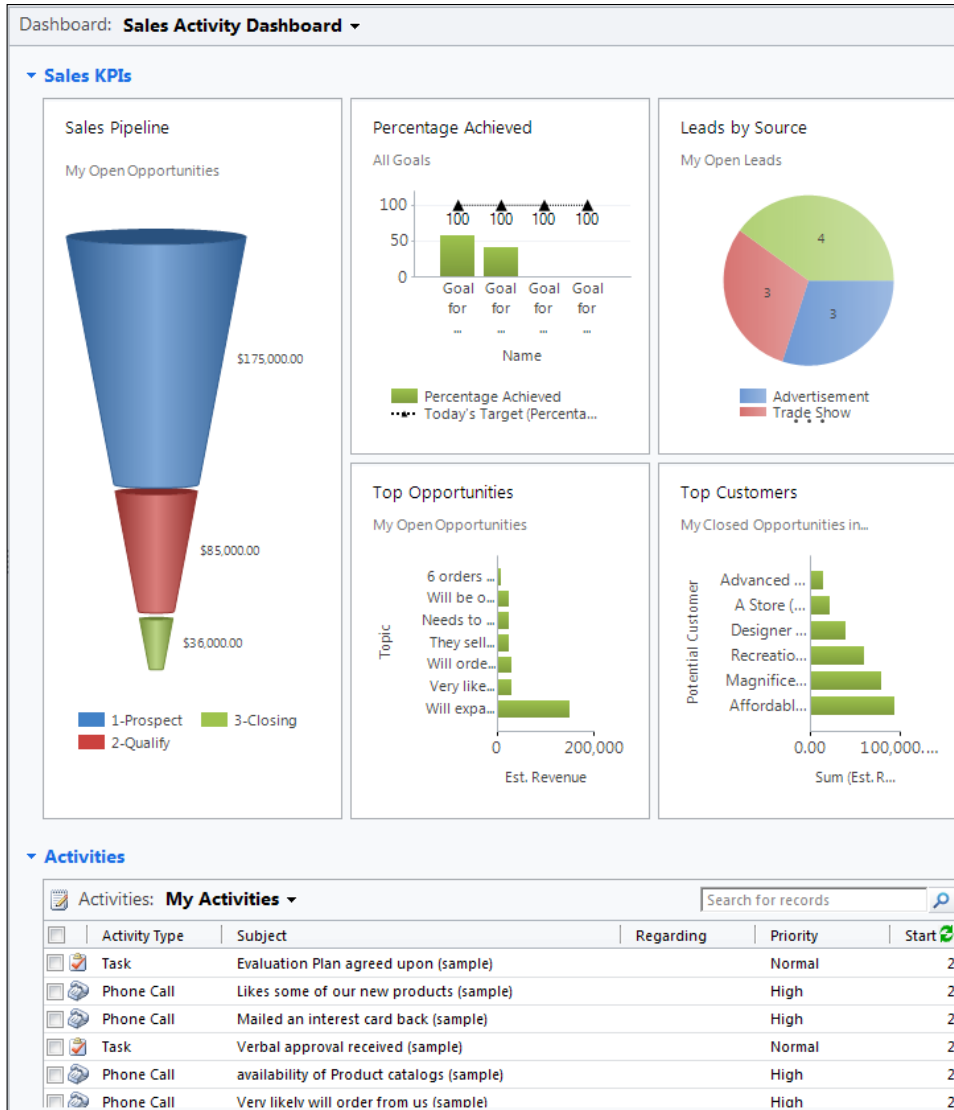 Dashboard: Sales Activity Dashboard
Sales KPIs
Sales Pipeline
My Open Opportunities
$175,000.00
$85,000.00
$36,000.00
1-Prospect 3-Closing
2-Qualify
Percentage Achieved
All Goals
100
50
0
100 100 100 100
Goal Goal Goal Goal
for for for for
... ... ... ...
Name
Percentage Achieved
Today's Target (Percenta...
Leads by Source
My Open Leads
4
3
3
Advertisement
Trade Show
Top Opportunities
My Open Opportunities
Topic
6 orders ...
Will be o...
Needs to ...
They sell...
Will orde...
Very like...
Will expa...
0 200,000
Est. Revenue
Top Customers
My Closed Opportunities in...
Potential Customer
Advanced ...
A Store (...
Designer ...
Recreatio...
Magnifice...
Affordabl...
0.00 100,000....
Sum (Est. R...
Activities
Activities: My Activities
Search for records
Activity Type Subject Regarding Priority Start
Task Evaluation Plan agreed upon (sample) Normal 2
Phone Call Likes some of our new products (sample) High 2
Phone Call Mailed an interest card back (sample) High 2
Task Verbal approval received (sample) Normal 2
Phone Call availability of Product catalogs (sample) High 2
Phone Call Very likely will order from us (sample) High 2